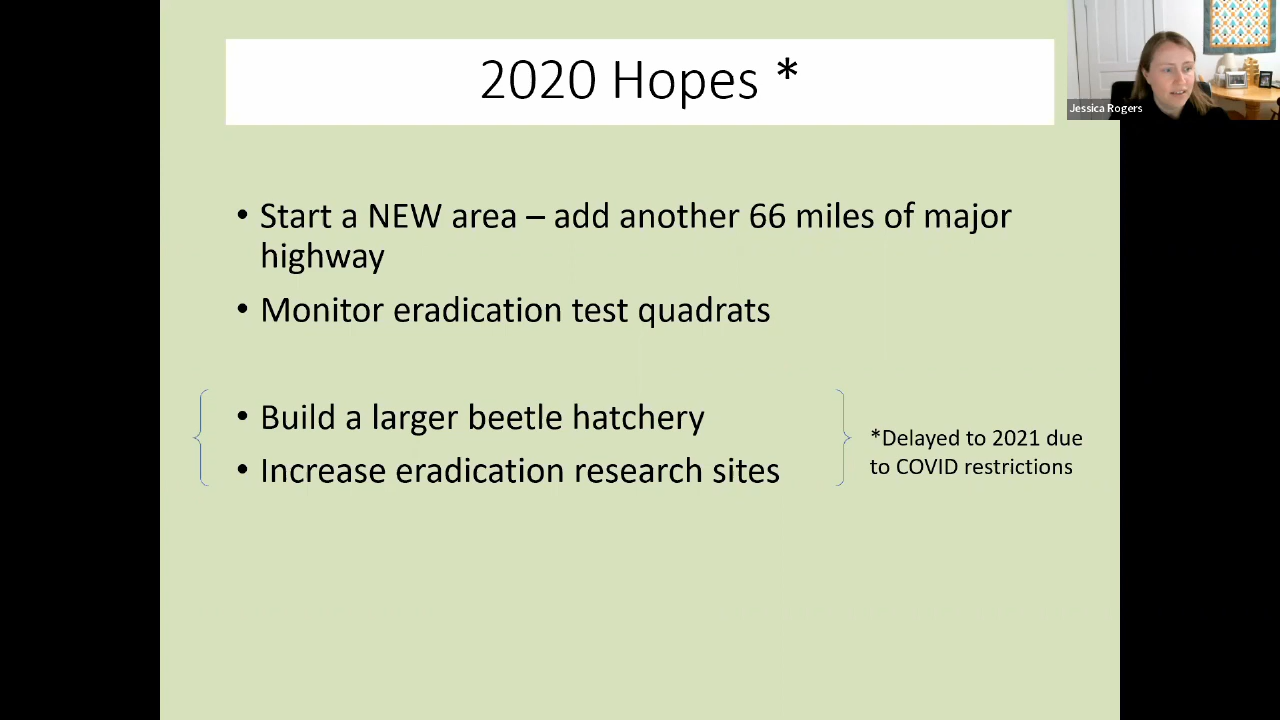 2020 Hopes *
Jessica Rogers
• Start a NEW area – add another 66 miles of major
highway
• Monitor eradication test quadrats
• Build a larger beetle hatchery
• Increase eradication research sites
*Delayed to 2021 due
to COVID restrictions